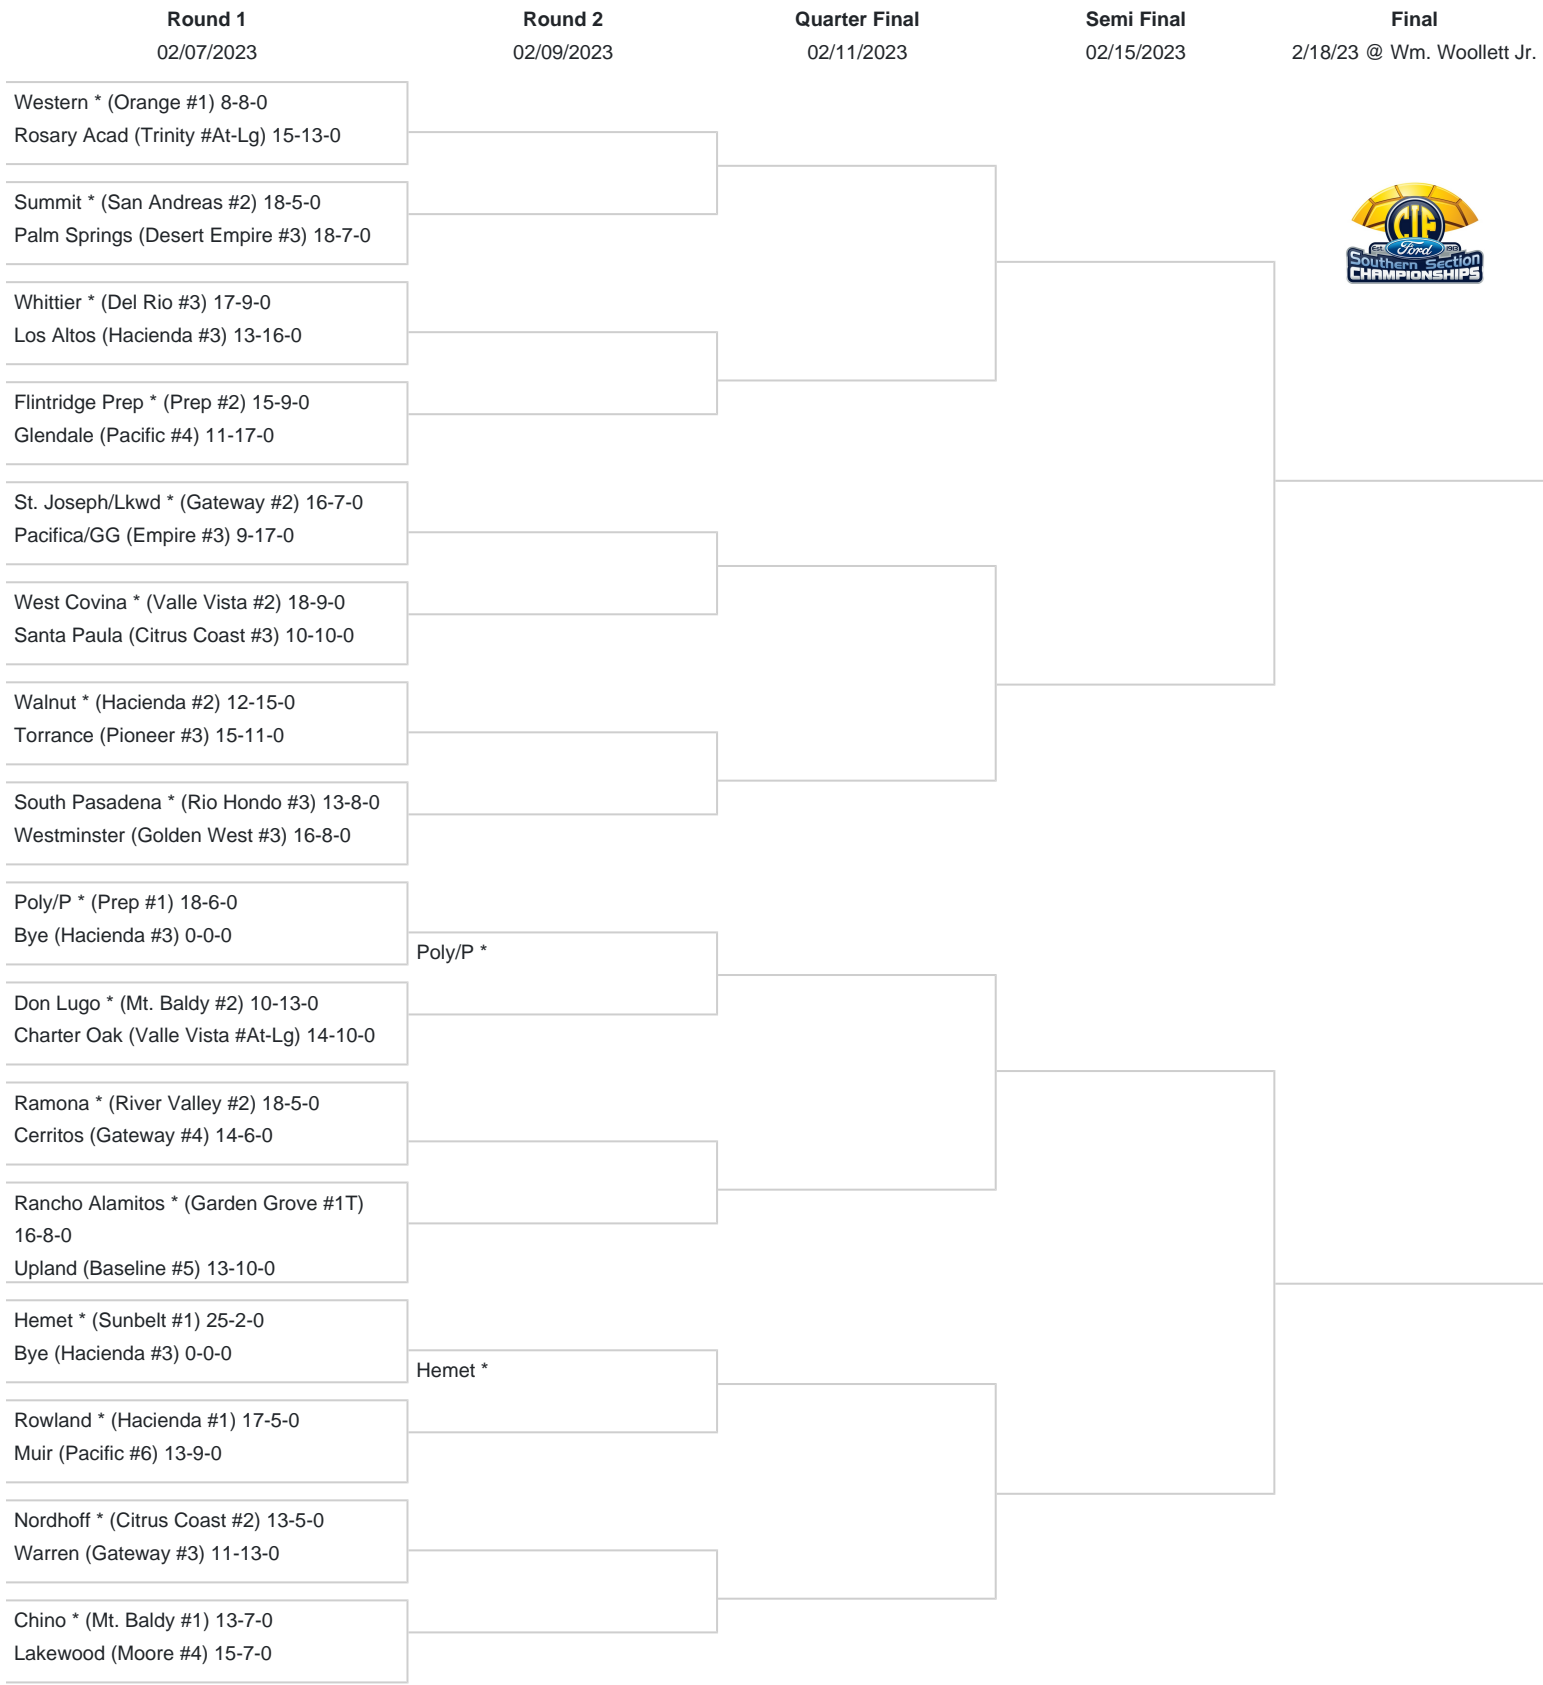 Round 1
Round 2
Quarter Final
Semi Final
Final
02/07/2023
02/09/2023
02/11/2023
02/15/2023
2/18/23 @ Wm. Woollett Jr.
Western * (Orange #1) 8-8-0
Rosary Acad (Trinity #At-Lg) 15-13-0
Summit * (San Andreas #2) 18-5-0
Palm Springs (Desert Empire #3) 18-7-0
CIF
Est.
Ford
Southern Section
CHAMPIONSHIPS
Whittier * (Del Rio #3) 17-9-0
Los Altos (Hacienda #3) 13-16-0
Flintridge Prep * (Prep #2) 15-9-0
Glendale (Pacific #4) 11-17-0
St. Joseph/Lkwd * (Gateway #2) 16-7-0
Pacifica/GG (Empire #3) 9-17-0
West Covina * (Valle Vista #2) 18-9-0
Santa Paula (Citrus Coast #3) 10-10-0
Walnut * (Hacienda #2) 12-15-0
Torrance (Pioneer #3) 15-11-0
South Pasadena * (Rio Hondo #3) 13-8-0
Westminster (Golden West #3) 16-8-0
Poly/P * (Prep #1) 18-6-0
Bye (Hacienda #3) 0-0-0
Poly/P *
Don Lugo * (Mt. Baldy #2) 10-13-0
Charter Oak (Valle Vista #At-Lg) 14-10-0
Ramona * (River Valley #2) 18-5-0
Cerritos (Gateway #4) 14-6-0
Rancho Alamitos * (Garden Grove #1T)
16-8-0
Upland (Baseline #5) 13-10-0
Hemet * (Sunbelt #1) 25-2-0
Bye (Hacienda #3) 0-0-0
Hemet *
Rowland * (Hacienda #1) 17-5-0
Muir (Pacific #6) 13-9-0
Nordhoff * (Citrus Coast #2) 13-5-0
Warren (Gateway #3) 11-13-0
Chino * (Mt. Baldy #1) 13-7-0
Lakewood (Moore #4) 15-7-0